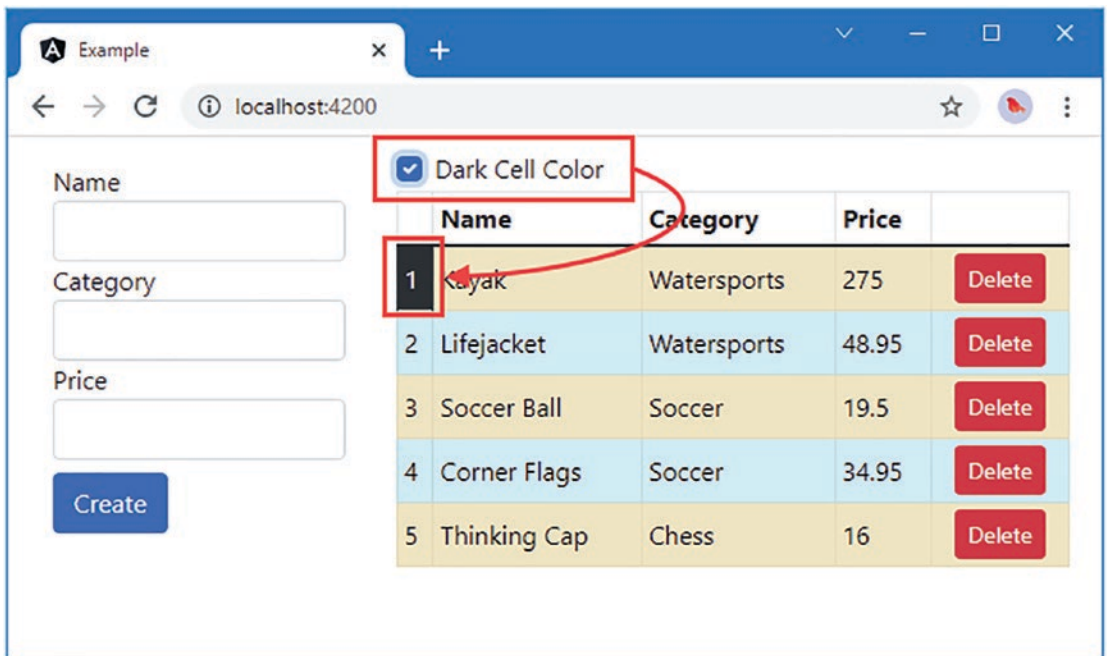 Example
localhost:4200
Name
Category
Price
Create
Dark Cell Color
Name Category Price
1 Kayak Watersports 275 Delete
2 Lifejacket Watersports 48.95 Delete
3 Soccer Ball Soccer 19.5 Delete
4 Corner Flags Soccer 34.95 Delete
5 Thinking Cap Chess 16 Delete